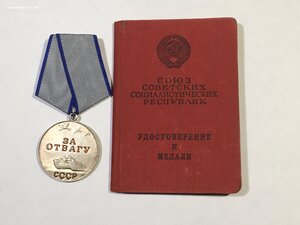 ЗА
ОТВАГУ
СССР
СОЮЗ
СОВЕТСКИХ
СОЦИАЛИСТИЧЕСКИХ
РЕСПУБЛИК
УДОСТОВЕРЕНИЕ
К
МЕДАЛИ